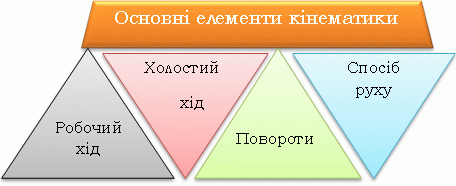 Основні елементи кінематики
Робочий
хід
Холостий
хід
Повороти
Спосіб
руху